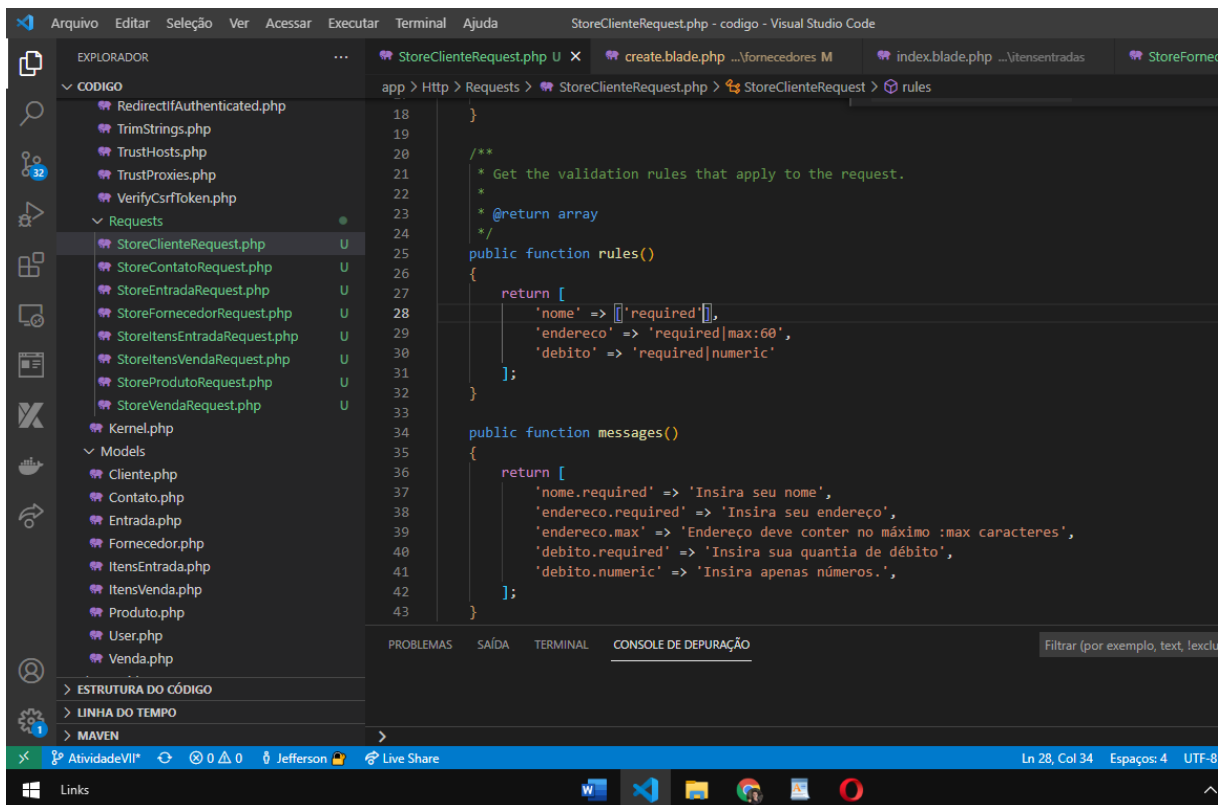 Arquivo Editar Seleção Ver Acessar Executar Terminal Ajuda StoreClienteRequest.php - codigo - Visual Studio Code
EXPLORADOR ...
StoreClienteRequest.php U × create.blade.php ...\fornecedores M index.blade.php ...\itensentradas StoreForned
CODIGO
app > Http > Requests > StoreClienteRequest.php > StoreClienteRequest > rules
RedirectIfAuthenticated.php
TrimStrings.php
TrustHosts.php
TrustProxies.php
VerifyCsrfToken.php
Requests
StoreClienteRequest.php U
StoreContatoRequest.php U
StoreEntradaRequest.php U
StoreFornecedorRequest.php U
StoreItensEntradaRequest.php U
StoreItensVendaRequest.php U
StoreProdutoRequest.php U
StoreVendaRequest.php U
Kernel.php
Models
Cliente.php
Contato.php
Entrada.php
Fornecedor.php
ItensEntrada.php
ItensVenda.php
Produto.php
User.php
Venda.php
ESTRUTURA DO CÓDIGO
LINHA DO TEMPO
MAVEN
32
1
18 }
19
20 /**
21 * Get the validation rules that apply to the request.
22 *
23 * @return array
24 */
25 public function rules()
26 {
27 return [
28 'nome' => ['required'],
29 'endereco' => 'required|max:60',
30 'debito' => 'required|numeric'
31 ];
32 }
33
34 public function messages()
35 {
36 return [
37 'nome.required' => 'Insira seu nome',
38 'endereco.required' => 'Insira seu endereço',
39 'endereco.max' => 'Endereço deve conter no máximo :max caracteres',
40 'debito.required' => 'Insira sua quantia de débito',
41 'debito.numeric' => 'Insira apenas números.',
42 ];
43 }
PROBLEMAS SAÍDA TERMINAL CONSOLE DE DEPURAÇÃO Filtrar (por exemplo, text, !exclu
>
AtividadeVII* 0 0 Jefferson Live Share Ln 28, Col 34 Espaços: 4 UTF-8
Links